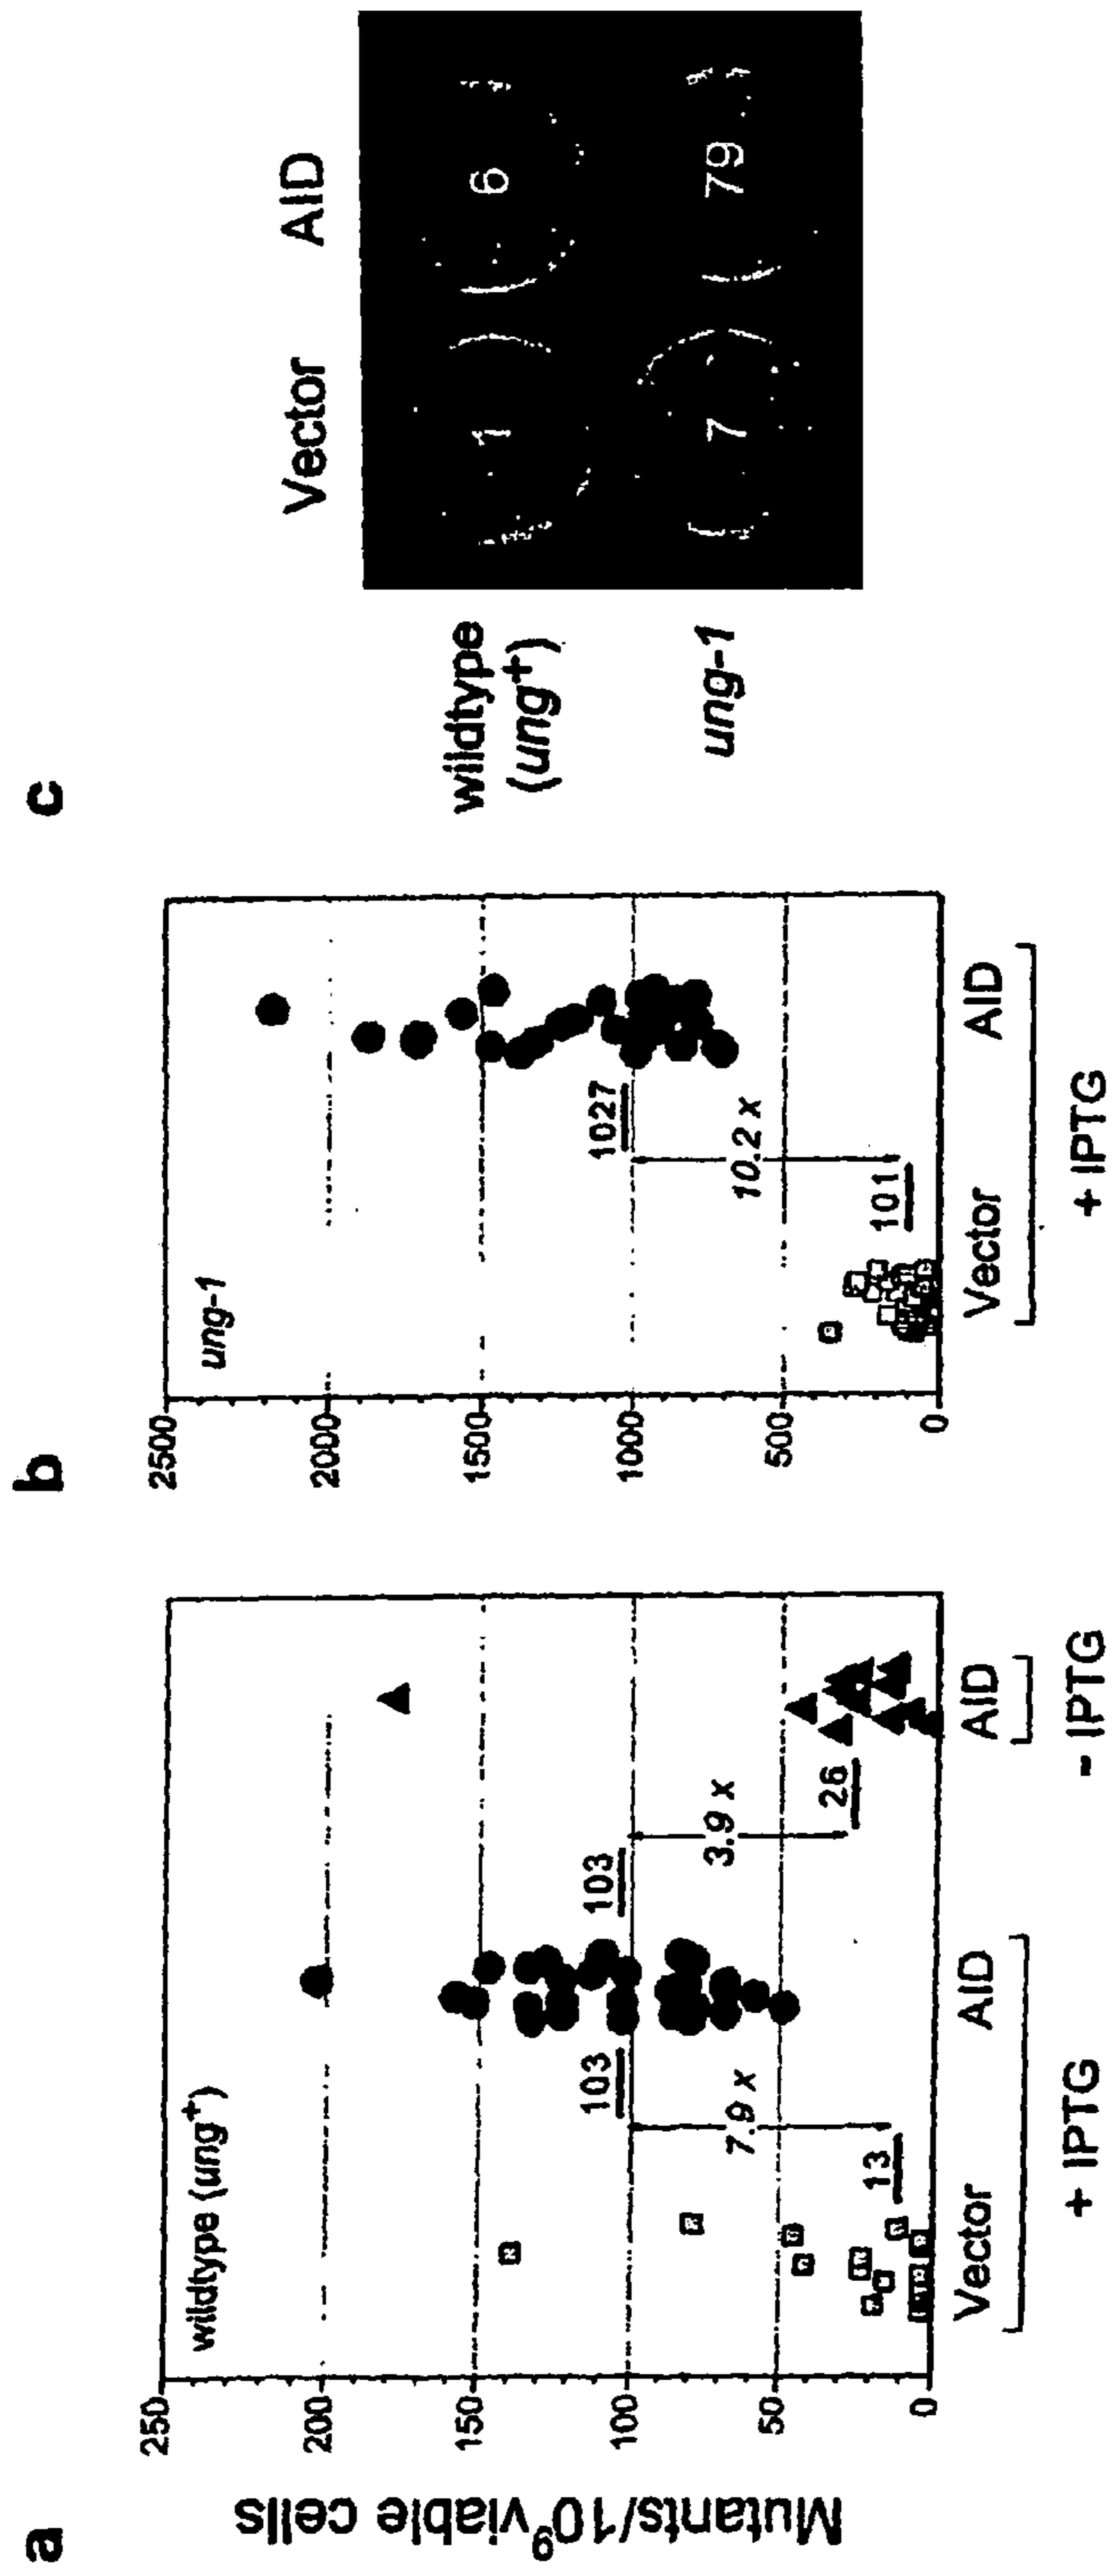 a
Mutants/10⁹viable cells
250
200
150
100
50
0
wildtype (ung⁺)
103
103
7.9 x
3.9 x
13
26
Vector
AID
AID
+ IPTG
- IPTG
b
2500
2000
1500
1000
500
0
ung-1
1027
10.2 x
101
Vector
AID
+ IPTG
c
Vector
AID
wildtype
(ung⁺)
1
6
ung-1
7
79